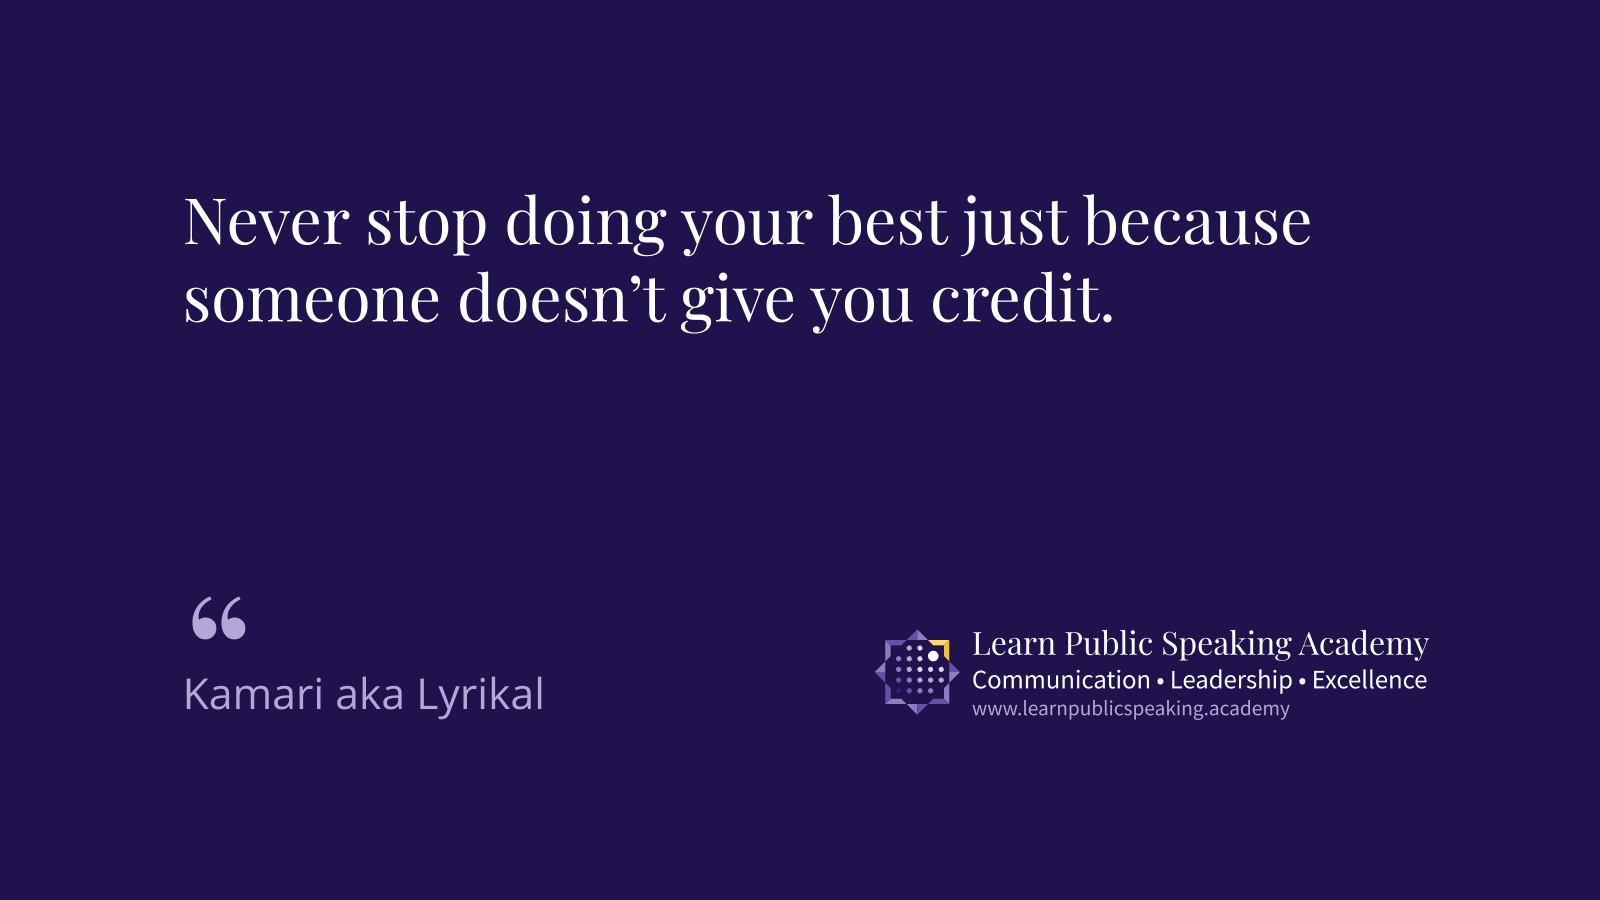 Never stop doing your best just because
someone doesn’t give you credit.
“
Kamari aka Lyrikal
Learn Public Speaking Academy
Communication • Leadership • Excellence
www.learnpublicspeaking.academy